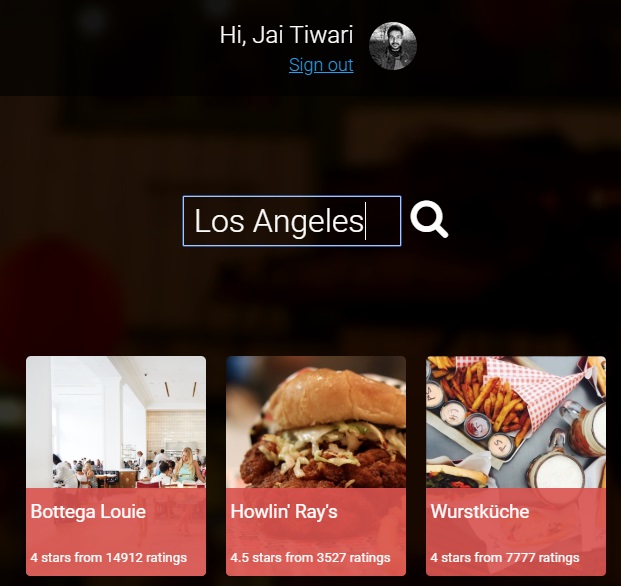 Hi, Jai Tiwari
Sign out
Los Angeles
Bottega Louie
4 stars from 14912 ratings
Howlin' Ray's
4.5 stars from 3527 ratings
Wurstküche
4 stars from 7777 ratings